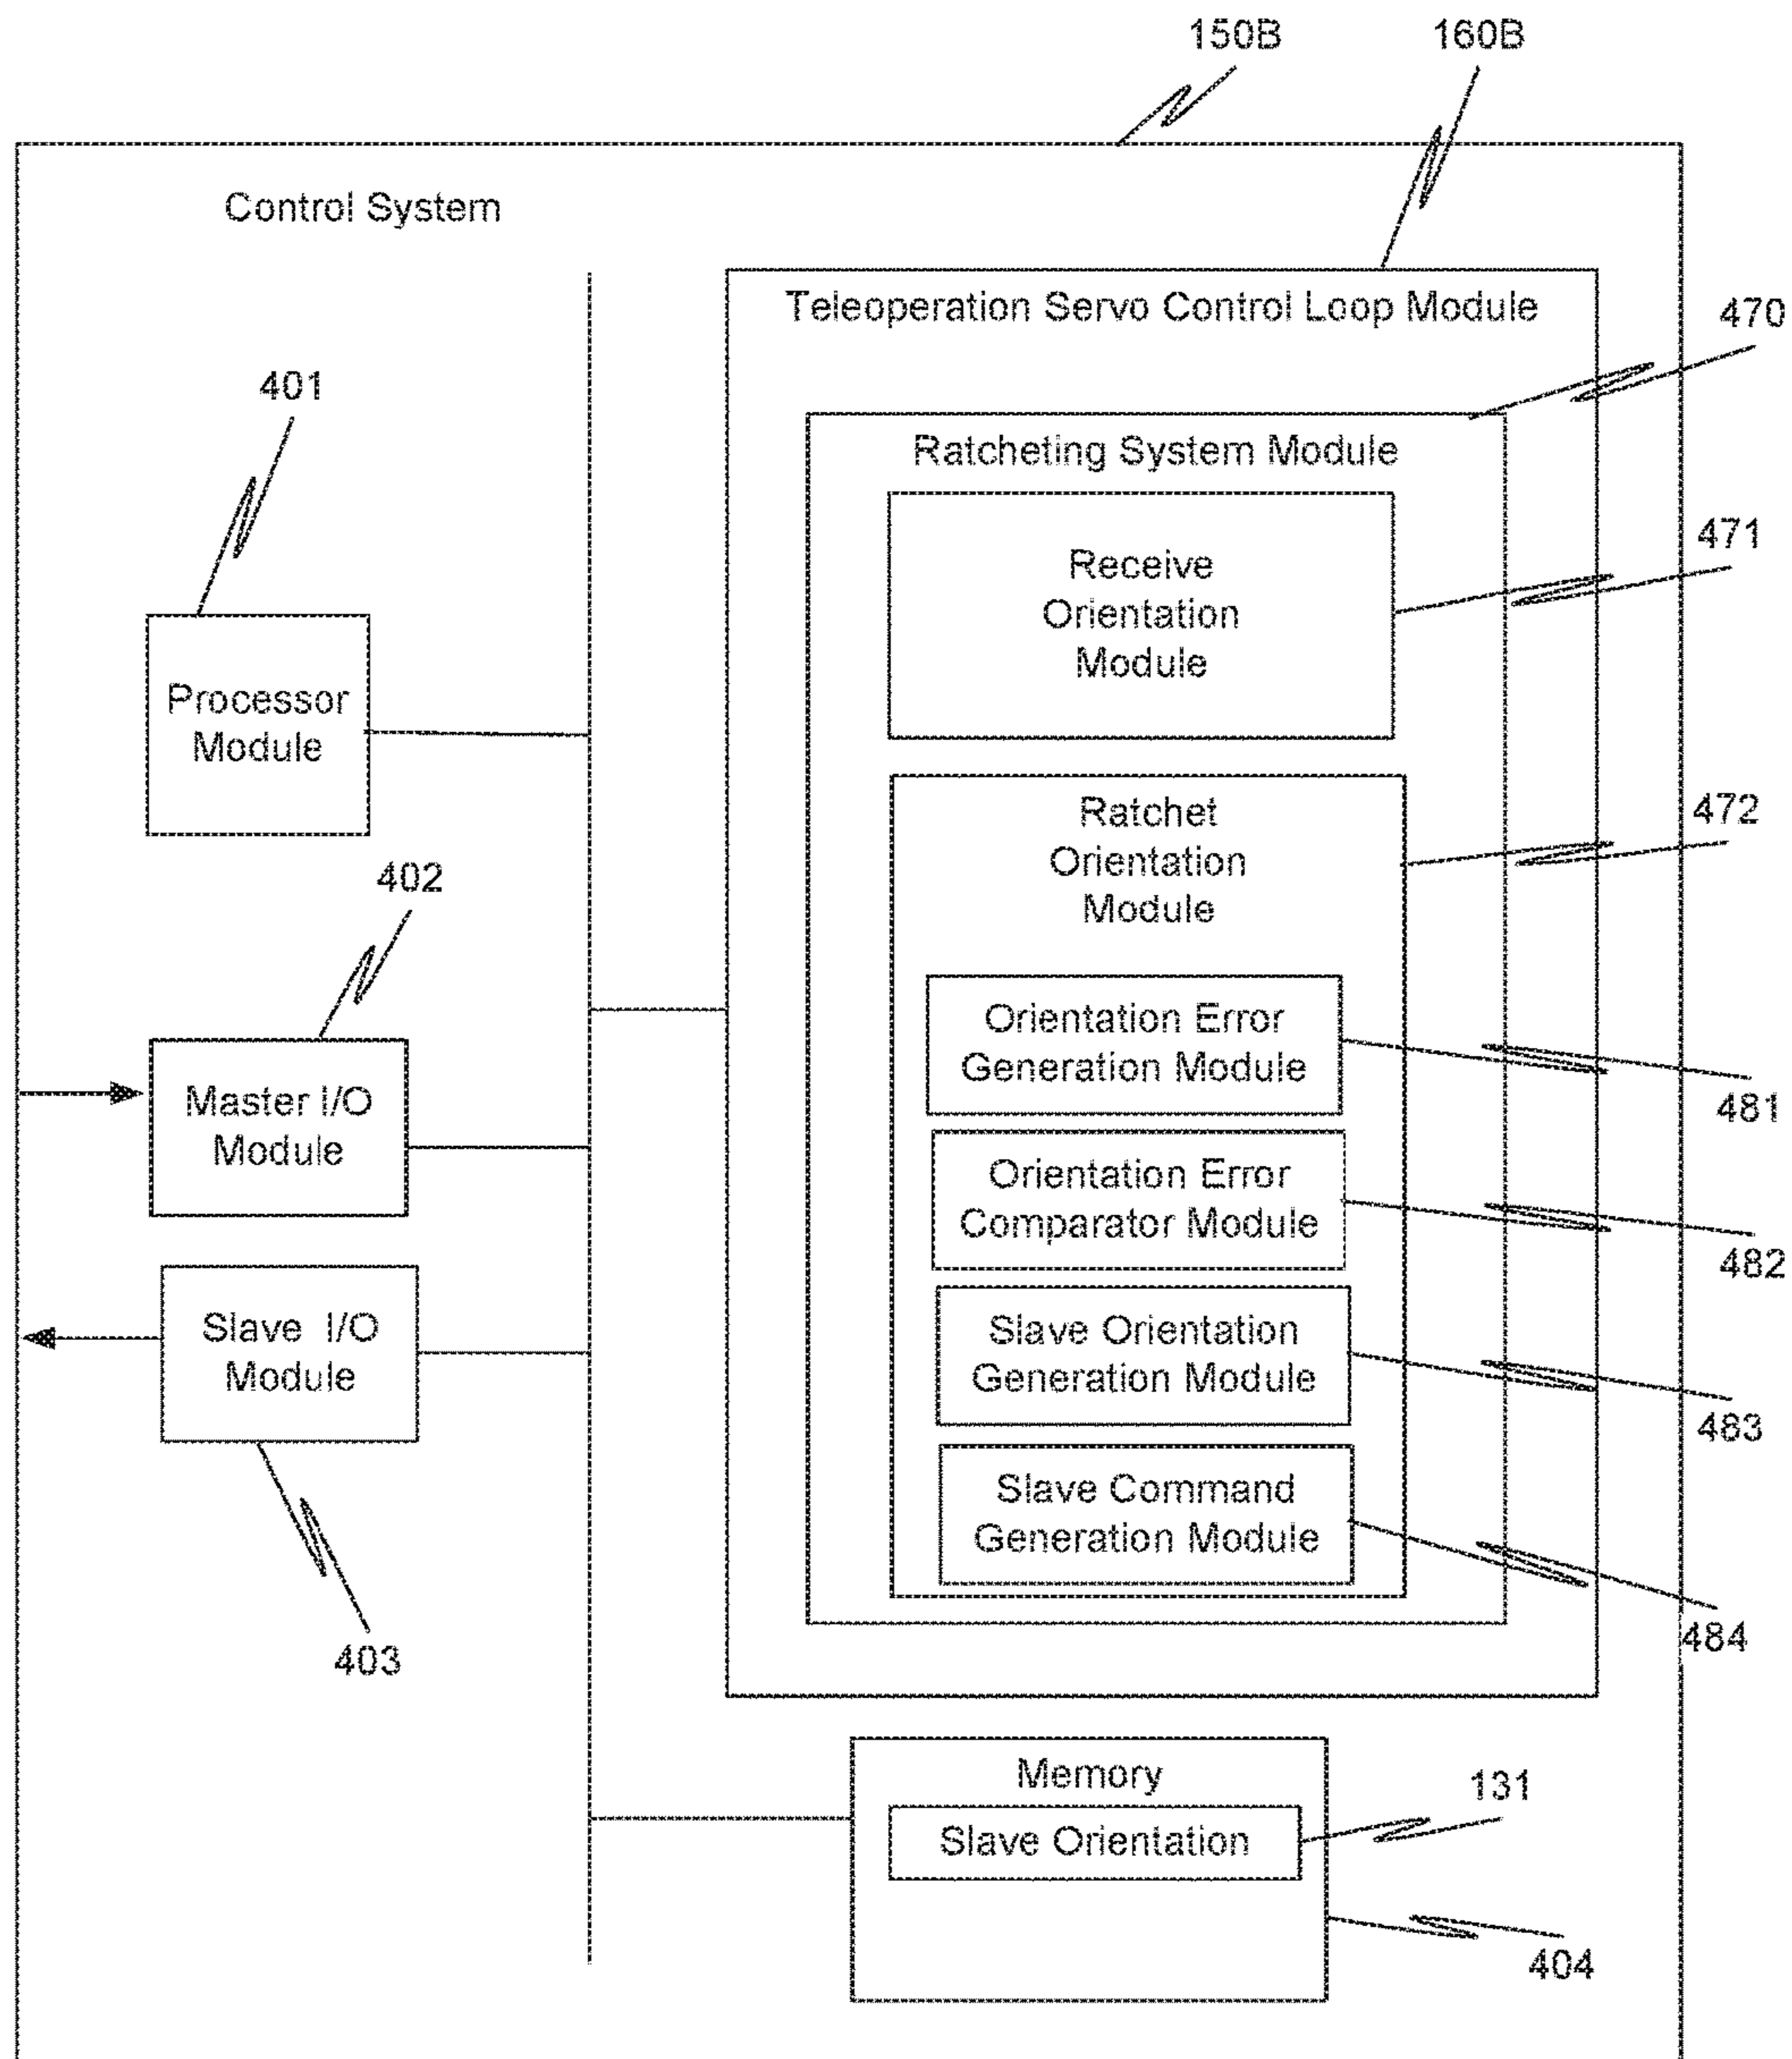 150B
160B
Control System
Teleoperation Servo Control Loop Module
470
401
Ratcheting System Module
471
Receive
Orientation
Module
Processor
Module
472
Ratchet
Orientation
Module
402
Orientation Error
Generation Module
481
Master I/O
Module
Orientation Error
Comparator Module
482
Slave I/O
Module
Slave Orientation
Generation Module
483
Slave Command
Generation Module
484
403
Memory
131
Slave Orientation
404